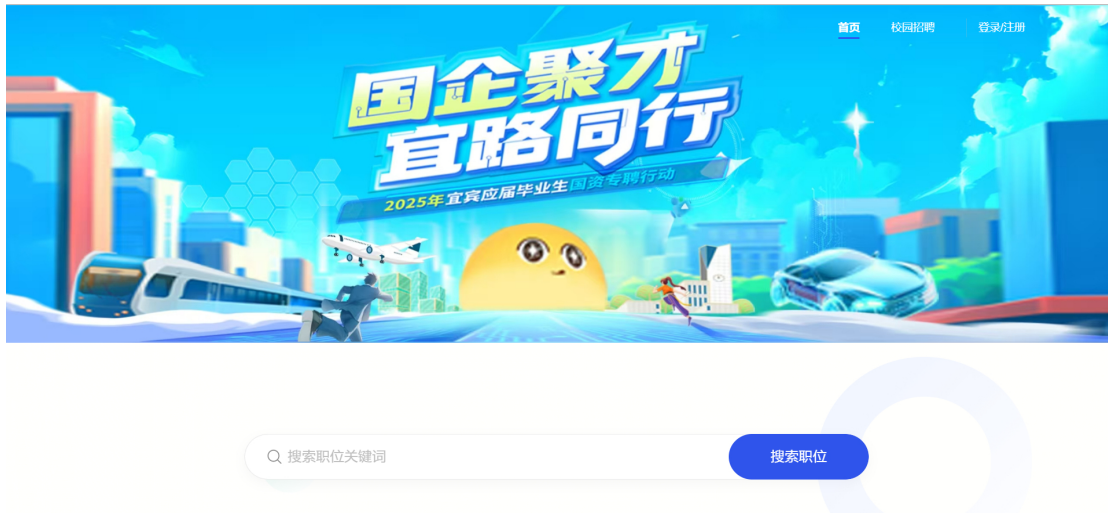 首页 校园招聘 登录/注册
国企聚才
宜路同行
2025年宜宾应届毕业生国资专聘行动
搜索职位关键词 搜索职位